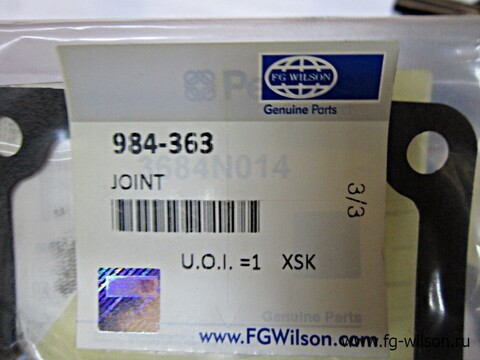 FG WILSON
Genuine Parts
Pe
984-363
3684N014
JOINT
3/3
U.O.I. =1 XSK
Genuine Parts
www.FGWilson.com
www.fg-wilson.ru